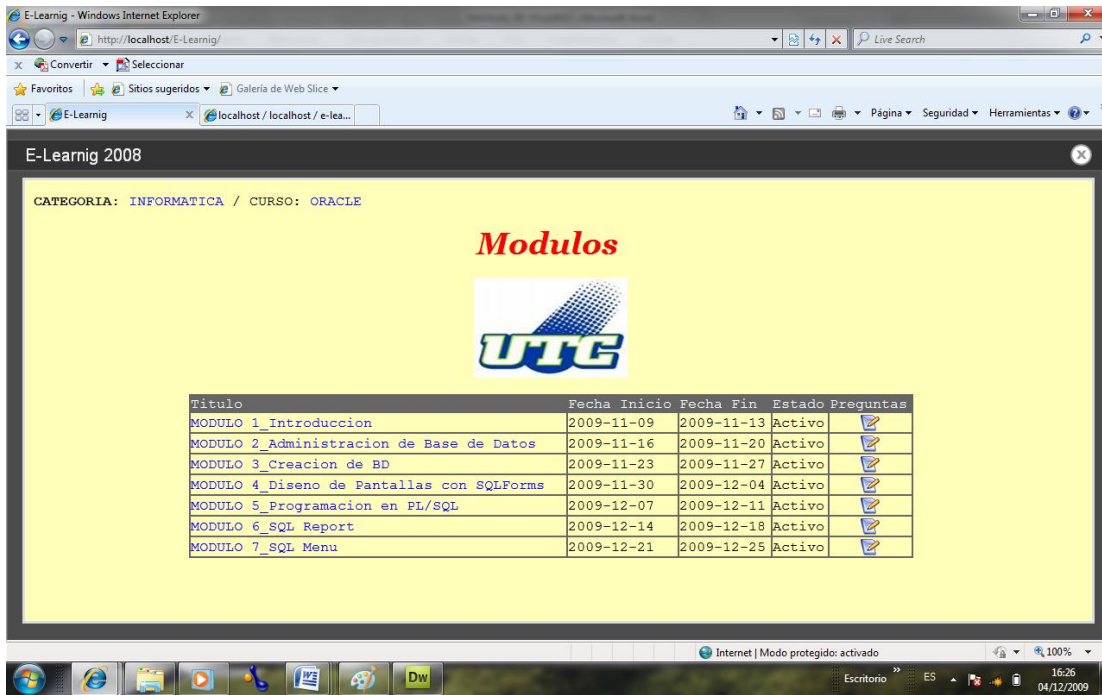 E-Learnig - Windows Internet Explorer
http://localhost/E-Learnig/
Live Search
x Convertir Seleccionar
Favoritos Sitios sugeridos Galería de Web Slice
E-Learnig x localhost / localhost / e-lea... Página Seguridad Herramientas
E-Learnig 2008
CATEGORIA: INFORMATICA / CURSO: ORACLE
Modulos
UTC
Titulo Fecha Inicio Fecha Fin Estado Preguntas
MODULO 1_Introduccion 2009-11-09 2009-11-13 Activo
MODULO 2_Administracion de Base de Datos 2009-11-16 2009-11-20 Activo
MODULO 3_Creacion de BD 2009-11-23 2009-11-27 Activo
MODULO 4_Diseno de Pantallas con SQLForms 2009-11-30 2009-12-04 Activo
MODULO 5_Programacion en PL/SQL 2009-12-07 2009-12-11 Activo
MODULO 6_SQL Report 2009-12-14 2009-12-18 Activo
MODULO 7_SQL Menu 2009-12-21 2009-12-25 Activo
Internet | Modo protegido: activado 100%
Dw Escritorio » ES 16:26
04/12/2009